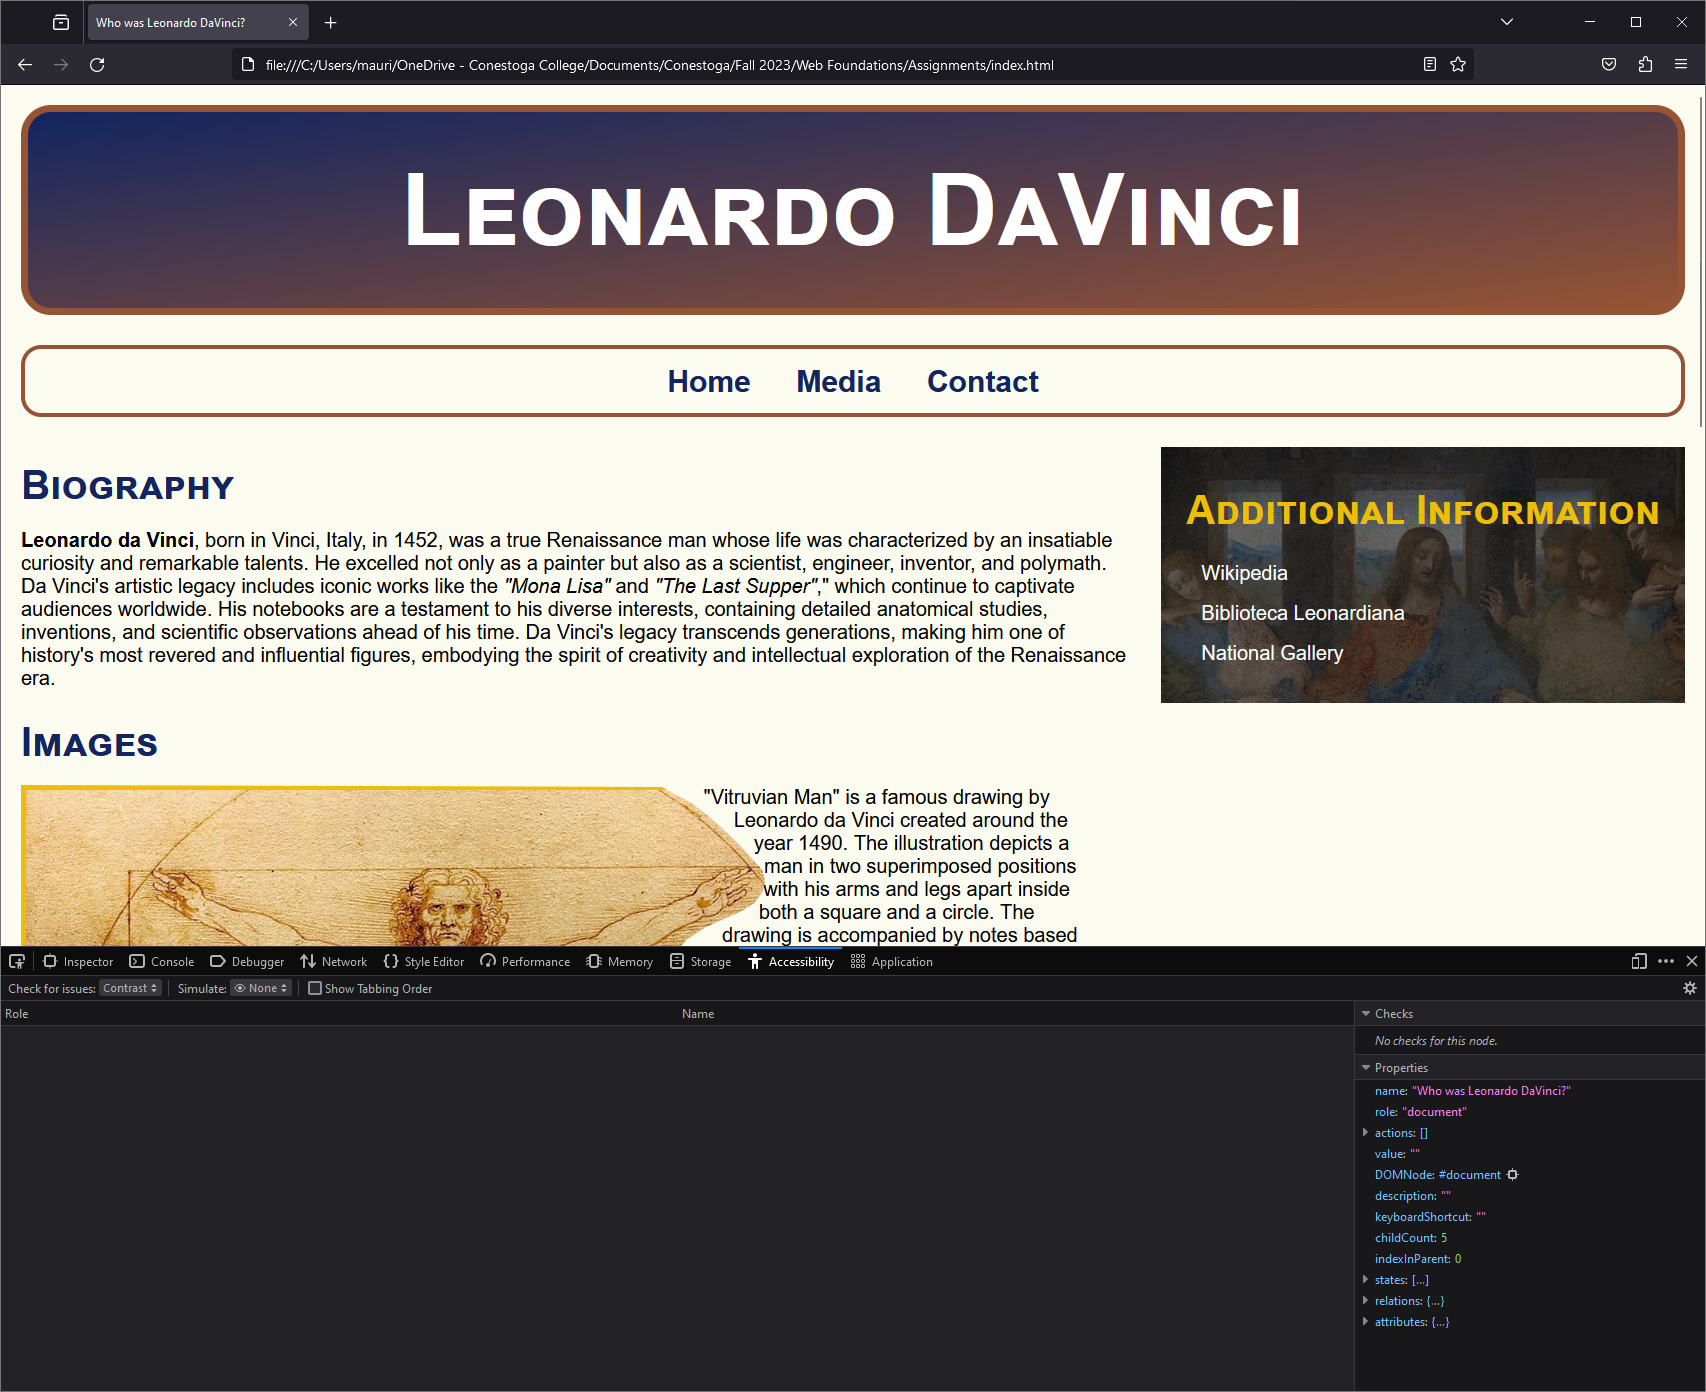 Who was Leonardo DaVinci?
file:///C:/Users/mauri/OneDrive - Conestoga College/Documents/Conestoga/Fall 2023/Web Foundations/Assignments/index.html
Leonardo DaVinci
Home Media Contact
Biography
Leonardo da Vinci, born in Vinci, Italy, in 1452, was a true Renaissance man whose life was characterized by an insatiable
curiosity and remarkable talents. He excelled not only as a painter but also as a scientist, engineer, inventor, and polymath.
Da Vinci's artistic legacy includes iconic works like the "Mona Lisa" and "The Last Supper"," which continue to captivate
audiences worldwide. His notebooks are a testament to his diverse interests, containing detailed anatomical studies,
inventions, and scientific observations ahead of his time. Da Vinci's legacy transcends generations, making him one of
history's most revered and influential figures, embodying the spirit of creativity and intellectual exploration of the Renaissance
era.
Additional Information
Wikipedia
Biblioteca Leonardiana
National Gallery
Images
"Vitruvian Man" is a famous drawing by
Leonardo da Vinci created around the
year 1490. The illustration depicts a
man in two superimposed positions
with his arms and legs apart inside
both a square and a circle. The
drawing is accompanied by notes based
Inspector Console Debugger Network Style Editor Performance Memory Storage Accessibility Application
Check for issues: Contrast Simulate: None Show Tabbing Order
Role Name
Checks
No checks for this node.
Properties
name: "Who was Leonardo DaVinci?"
role: "document"
actions: []
value: ""
DOMNode: #document
description: ""
keyboardShortcut: ""
childCount: 5
indexInParent: 0
states: [...]
relations: {...}
attributes: {...}